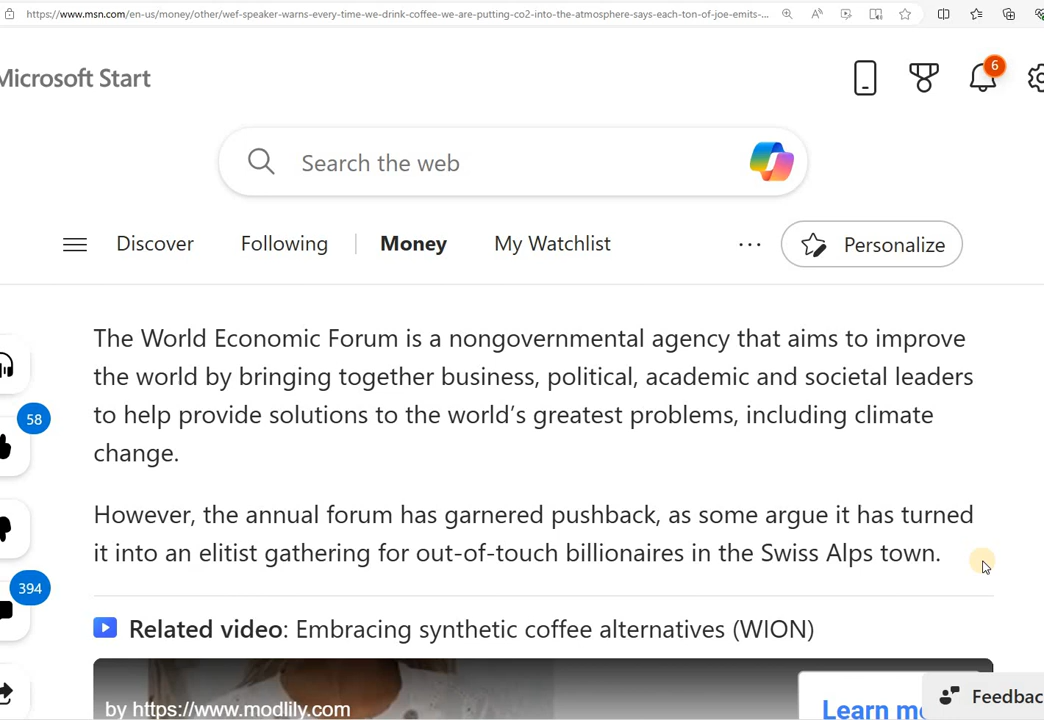 https://www.msn.com/en-us/money/other/wef-speaker-warns-every-time-we-drink-coffee-we-are-putting-co2-into-the-atmosphere-says-each-ton-of-joe-emits-...
Microsoft Start
6
Search the web
Discover
Following
Money
My Watchlist
...
Personalize
The World Economic Forum is a nongovernmental agency that aims to improve
the world by bringing together business, political, academic and societal leaders
to help provide solutions to the world’s greatest problems, including climate
change.
58
However, the annual forum has garnered pushback, as some argue it has turned
it into an elitist gathering for out-of-touch billionaires in the Swiss Alps town.
394
Related video: Embracing synthetic coffee alternatives (WION)
by https://www.modlily.com
Learn mo
Feedbac